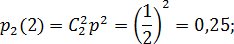 p₂(2) = C₂²p² = (1/2)² = 0,25;